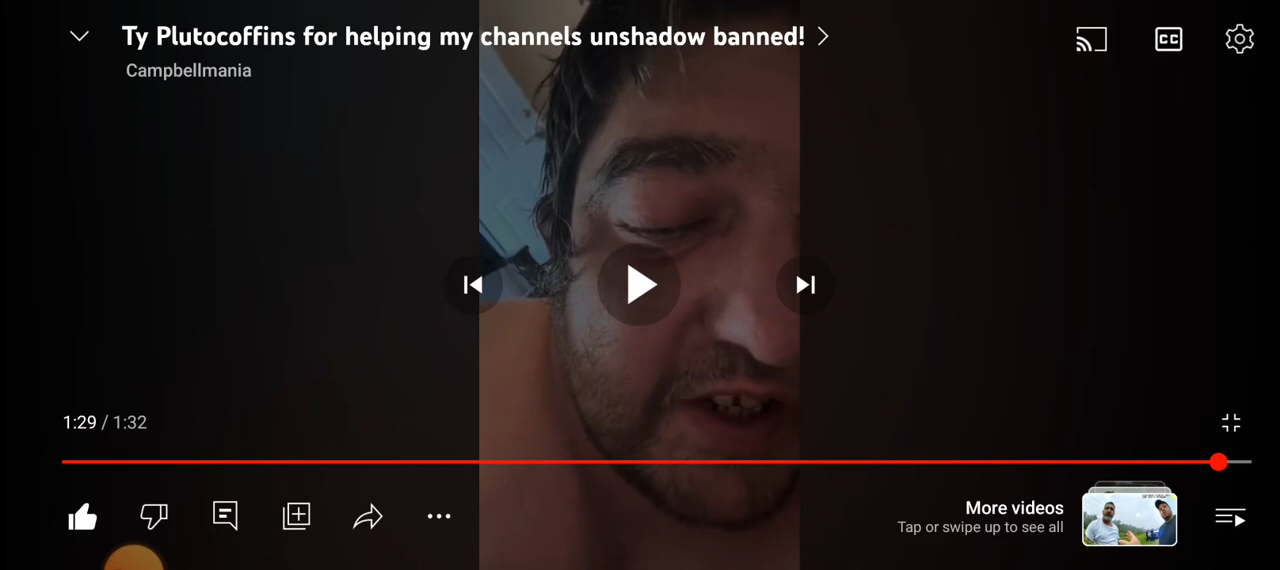 Ty Plutocoffins for helping my channels unshadow banned!
Campbellmania
CC
1:29 / 1:32
More videos
Tap or swipe up to see all